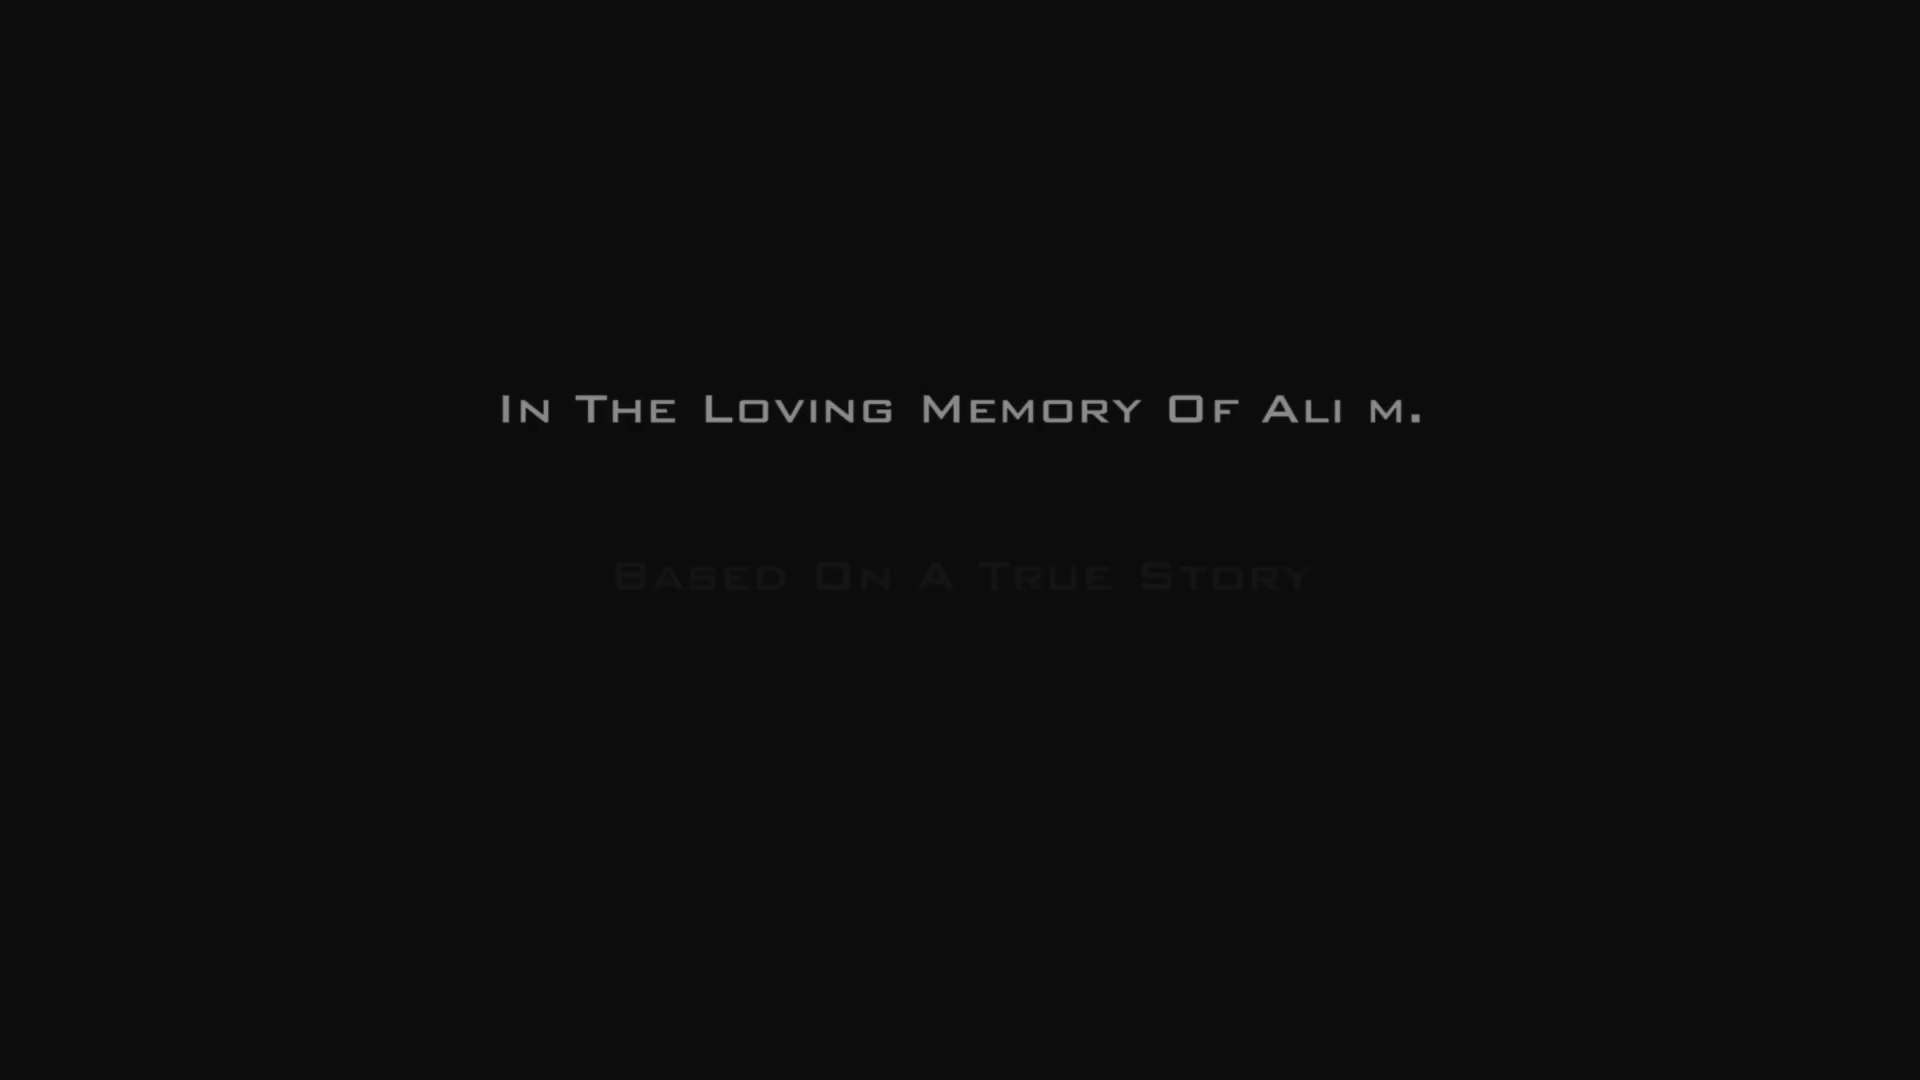 In The Loving Memory Of Ali m.
Based On A True Story